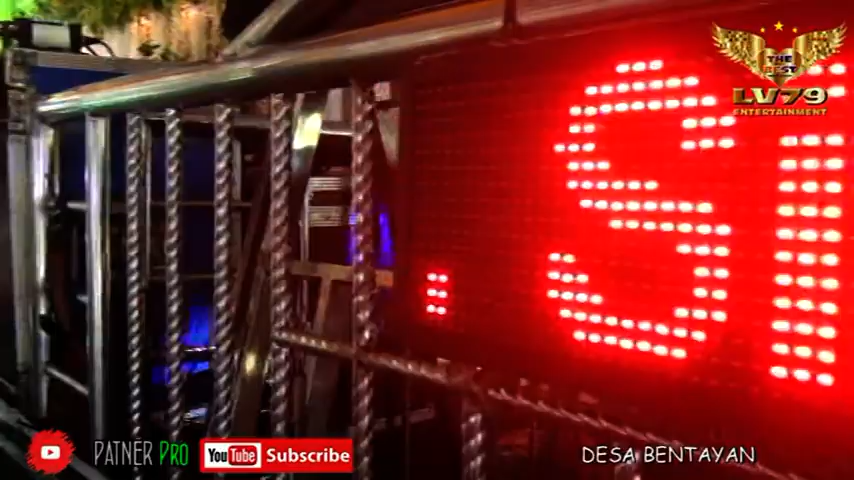 THE
BEST
LV79
ENTERTAINMENT
. S
PATNER PRO
YouTube Subscribe
DESA BENTAYAN